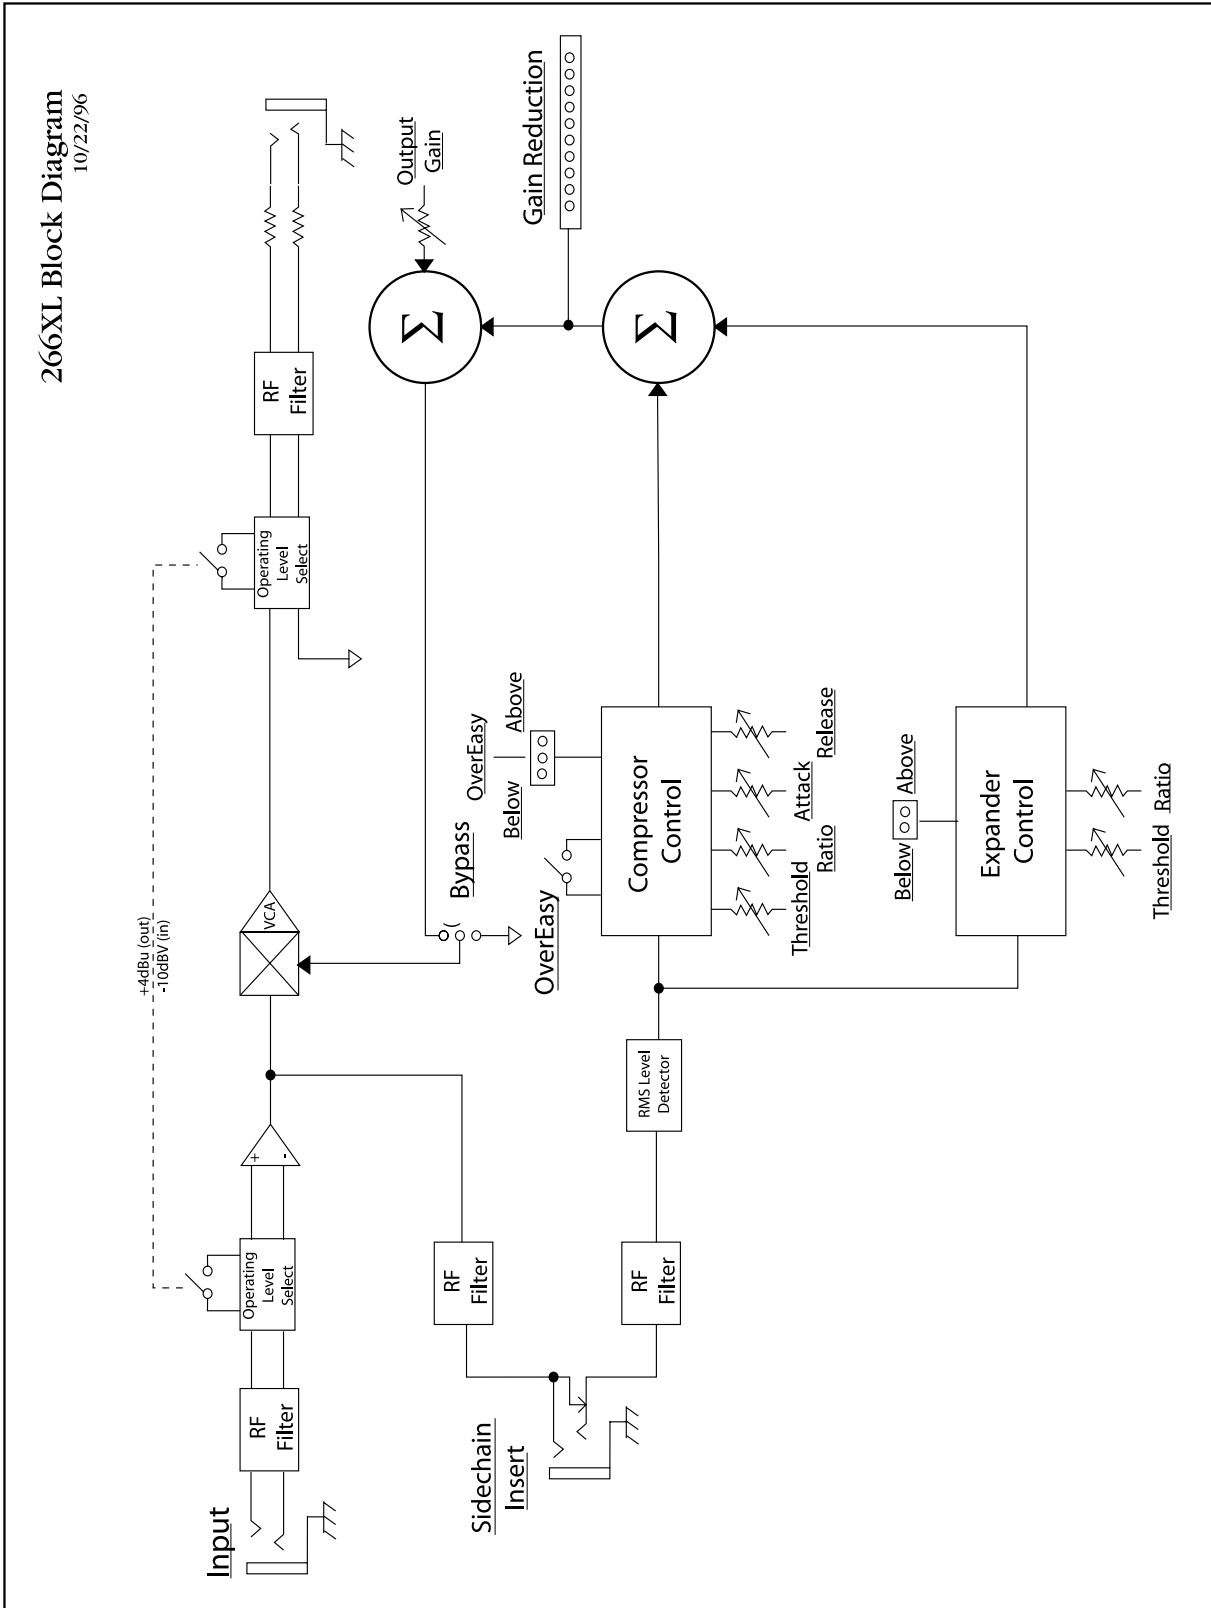 266XL Block Diagram
10/22/96
Input
RF
Filter
Operating
Level
Select
+
-
+4dBu (out)
-10dBV (in)
VCA
Operating
Level
Select
RF
Filter
Sidechain
Insert
RF
Filter
RF
Filter
RMS Level
Detector
Bypass
OverEasy
Below
OverEasy
Above
Compressor
Control
Threshold
Ratio
Attack
Release
Below
Above
Expander
Control
Threshold
Ratio
Σ
Σ
Output
Gain
Gain Reduction